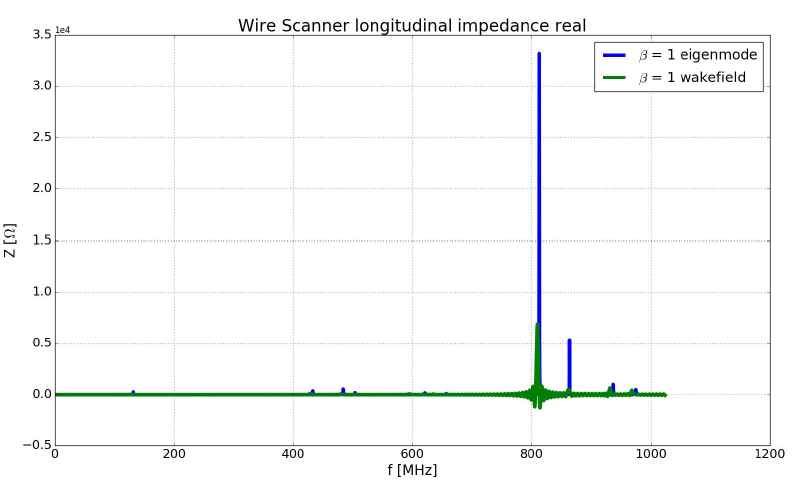 Wire Scanner longitudinal impedance real
1e4
β = 1 eigenmode
β = 1 wakefield
3.5
3.0
2.5
2.0
1.5
1.0
0.5
0.0
−0.5
Z [Ω]
0 200 400 600 800 1000 1200
f [MHz]